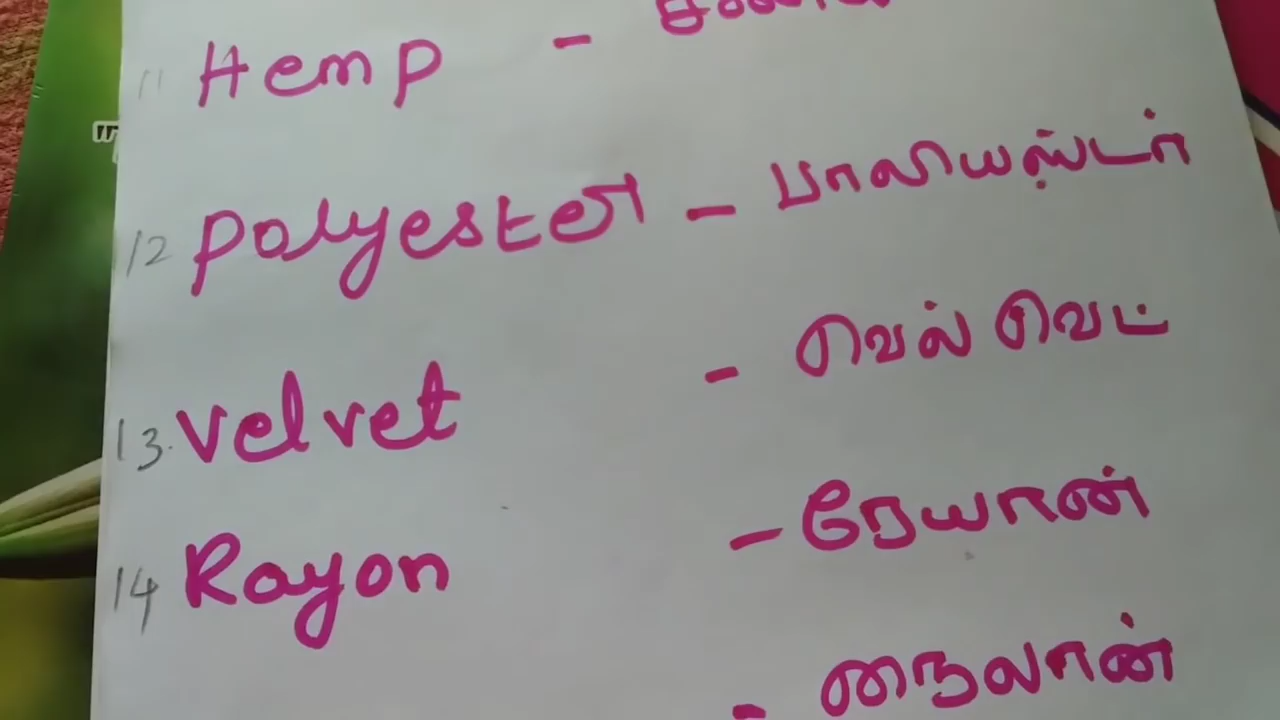 11 Hemp -
12 Polyester - பாலியஸ்டர்
13. Velvet - வெல்வெட்
14 Rayon - ரேயான்
- நைலான்